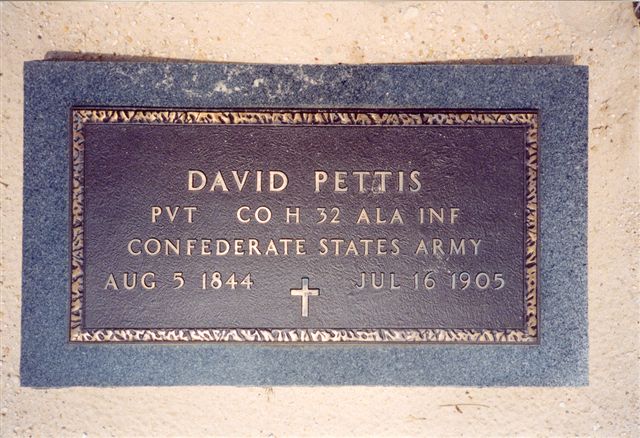 DAVID PETTIS
PVT CO H 32 ALA INF
CONFEDERATE STATES ARMY
AUG 5 1844 JUL 16 1905